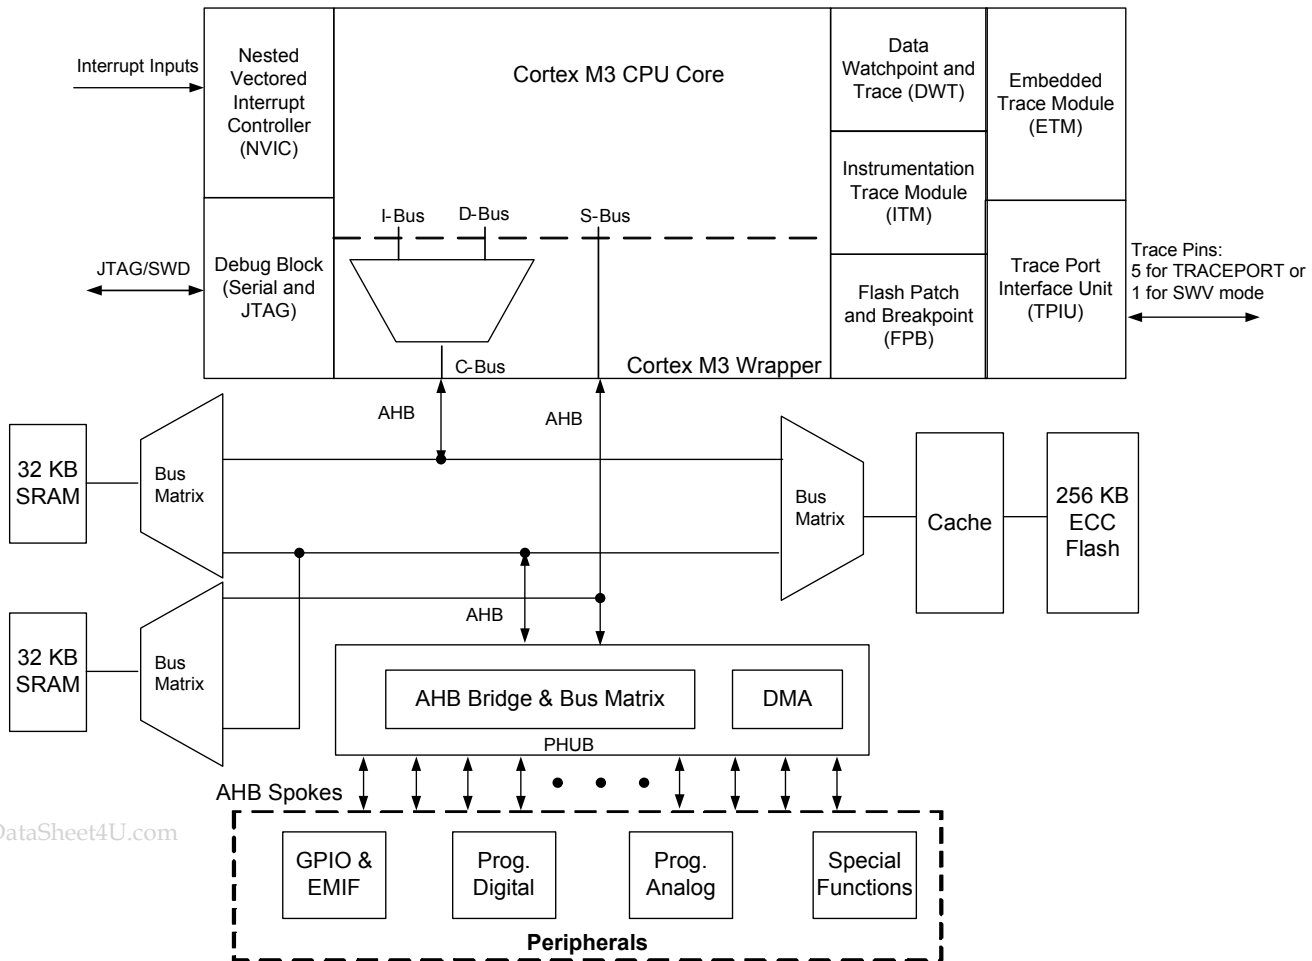 Interrupt Inputs
Nested
Vectored
Interrupt
Controller
(NVIC)
Cortex M3 CPU Core
Data
Watchpoint and
Trace (DWT)
Embedded
Trace Module
(ETM)
Instrumentation
Trace Module
(ITM)
I-Bus
D-Bus
S-Bus
JTAG/SWD
Debug Block
(Serial and
JTAG)
Flash Patch
and Breakpoint
(FPB)
Trace Port
Interface Unit
(TPIU)
Trace Pins:
5 for TRACEPORT or
1 for SWV mode
C-Bus
Cortex M3 Wrapper
AHB
AHB
32 KB
SRAM
Bus
Matrix
Bus
Matrix
Cache
256 KB
ECC
Flash
AHB
32 KB
SRAM
Bus
Matrix
AHB Bridge & Bus Matrix
DMA
PHUB
AHB Spokes
DataSheet4U.com
GPIO &
EMIF
Prog.
Digital
Prog.
Analog
Special
Functions
Peripherals